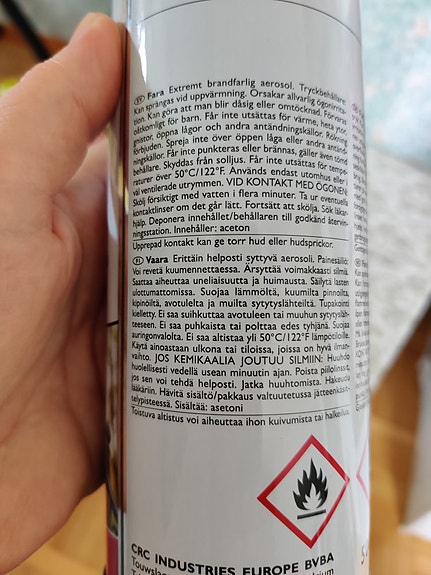 SV Fara Extremt brandfarlig aerosol. Tryckbehållare:
Kan sprängas vid uppvärmning. Orsakar allvarlig ögonirrita-
tion. Kan göra att man blir dåsig eller omtöcknad. Förvaras
oåtkomligt för barn. Får inte utsättas för värme, heta ytor,
gnistor, öppna lågor och andra antändningskällor. Rökning
förbjuden. Spreja inte över öppen låga eller andra antänd-
ningskällor. Får inte punkteras eller brännas, gäller även tömd
behållare. Skyddas från solljus. Får inte utsättas för tempe-
raturer över 50°C/122°F. Används endast utomhus eller i
väl ventilerade utrymmen. VID KONTAKT MED ÖGONEN:
Skölj försiktigt med vatten i flera minuter. Ta ur eventuella
kontaktlinser om det går lätt. Fortsätt att skölja. Sök läkar-
hjälp. Deponera innehållet/behållaren till godkänd återvin-
ningsstation. Innehåller: aceton
Upprepad kontakt kan ge torr hud eller hudsprickor.
FI Vaara Erittäin helposti syttyvä aerosoli. Painesäiliö:
Voi revetä kuumennettaessa. Ärsyttää voimakkaasti silmiä.
Saattaa aiheuttaa uneliaisuutta ja huimausta. Säilytä lasten
ulottumattomissa. Suojaa lämmöltä, kuumilta pinnoilta,
kipinöiltä, avotulelta ja muilta sytytyslähteiltä. Tupakointi
kielletty. Ei saa suihkuttaa avotuleen tai muuhun sytytysläh-
teeseen. Ei saa puhkaista tai polttaa edes tyhjänä. Suojaa
auringonvalolta. Ei saa altistaa yli 50°C/122°F lämpötiloille.
Käytä ainoastaan ulkona tai tiloissa, joissa on hyvä ilman-
vaihto. JOS KEMIKAALIA JOUTUU SILMIIN: Huuhdo
huolellisesti vedellä usean minuutin ajan. Poista piilolinssit,
jos sen voi tehdä helposti. Jatka huuhtomista. Hakeudu
lääkäriin. Hävitä sisältö/pakkaus valtuutetussa jätteenkäsit-
telypisteessä. Sisältää: asetoni
Toistuva altistus voi aiheuttaa ihon kuivumista tai halkeilua.
CRC INDUSTRIES EUROPE BVBA